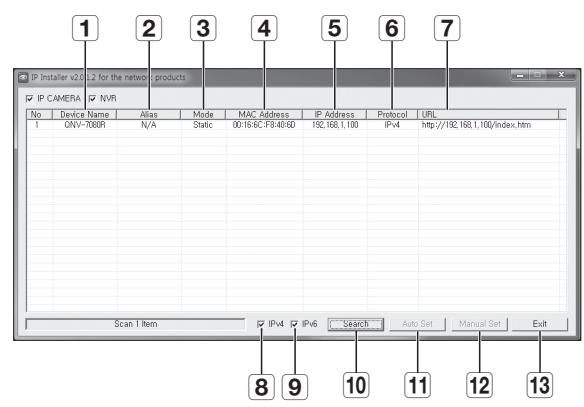 1 2 3 4 5 6 7
IP Installer v2.0.1.2 for the network products
IP CAMERA NVR
No Device Name Alias Mode MAC Address IP Address Protocol URL
1 QNV-7080R N/A Static 00:16:6C:F8:40:6D 192,168,1,100 IPv4 http://192,168,1,100/index,htm
Scan 1 Item IPv4 IPv6 Search Auto Set Manual Set Exit
8 9 10 11 12 13